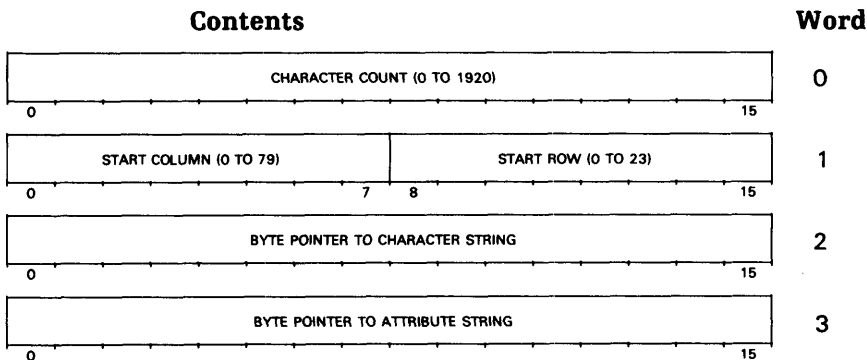 Contents Word
CHARACTER COUNT (0 TO 1920) 0
0 15
START COLUMN (0 TO 79) START ROW (0 TO 23) 1
0 7 8 15
BYTE POINTER TO CHARACTER STRING 2
0 15
BYTE POINTER TO ATTRIBUTE STRING 3
0 15